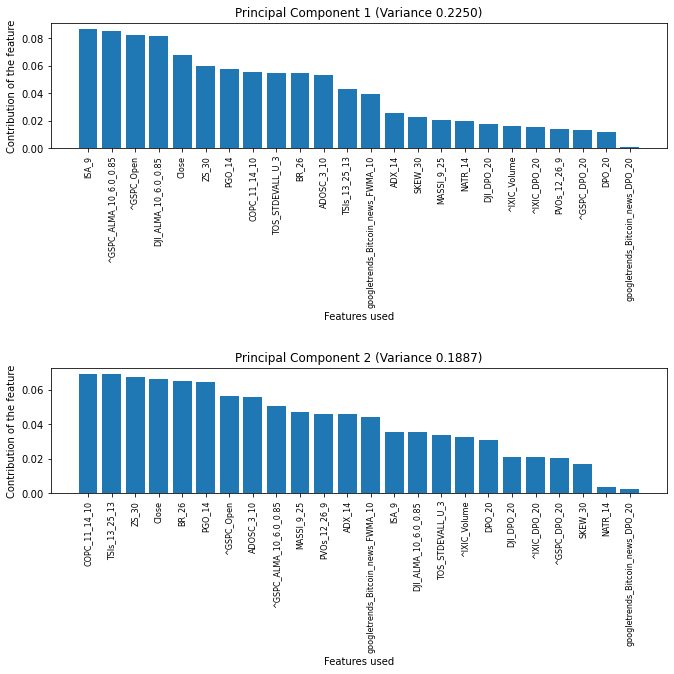 Principal Component 1 (Variance 0.2250)
Contribution of the feature
0.08
0.06
0.04
0.02
0.00
ISA_9
^GSPC_ALMA_10_6.0_0.85
^GSPC_Open
DJI_ALMA_10_6.0_0.85
Close
ZS_30
PGO_14
COPC_11_14_10
TOS_STDEVALL_U_3
BR_26
ADOSC_3_10
TSIs_13_25_13
googletrends_Bitcoin_news_FWMA_10
ADX_14
SKEW_30
MASSI_9_25
NATR_14
DJI_DPO_20
^IXIC_Volume
^IXIC_DPO_20
PVOs_12_26_9
^GSPC_DPO_20
DPO_20
googletrends_Bitcoin_news_DPO_20
Features used
Principal Component 2 (Variance 0.1887)
Contribution of the feature
0.06
0.04
0.02
0.00
COPC_11_14_10
TSIs_13_25_13
ZS_30
Close
BR_26
PGO_14
^GSPC_Open
ADOSC_3_10
^GSPC_ALMA_10_6.0_0.85
MASSI_9_25
PVOs_12_26_9
ADX_14
googletrends_Bitcoin_news_FWMA_10
ISA_9
DJI_ALMA_10_6.0_0.85
TOS_STDEVALL_U_3
^IXIC_Volume
DPO_20
DJI_DPO_20
^IXIC_DPO_20
^GSPC_DPO_20
SKEW_30
NATR_14
googletrends_Bitcoin_news_DPO_20
Features used